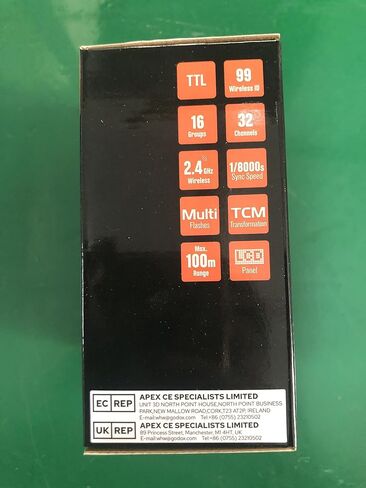 TTL
99
Wireless ID
16
Groups
32
Channels
2.4GHz
Wireless
1/8000s
Sync Speed
Multi
Flashes
TCM
Transformation
Max.
100m
Range
LCD
Panel
EC REP
APEX CE SPECIALISTS LIMITED
UNIT 3D NORTH POINT HOUSE,NORTH POINT BUSINESS
PARK,NEW MALLOW ROAD,CORK,T23 AT2P, IRELAND
E-mail:whw@godox.com Tel:+86 (0755) 23210502
UK REP
APEX CE SPECIALISTS LIMITED
89 Princess Street, Manchester, M1 4HT, UK
E-mail:whw@godox.com Tel:+86 (0755) 23210502